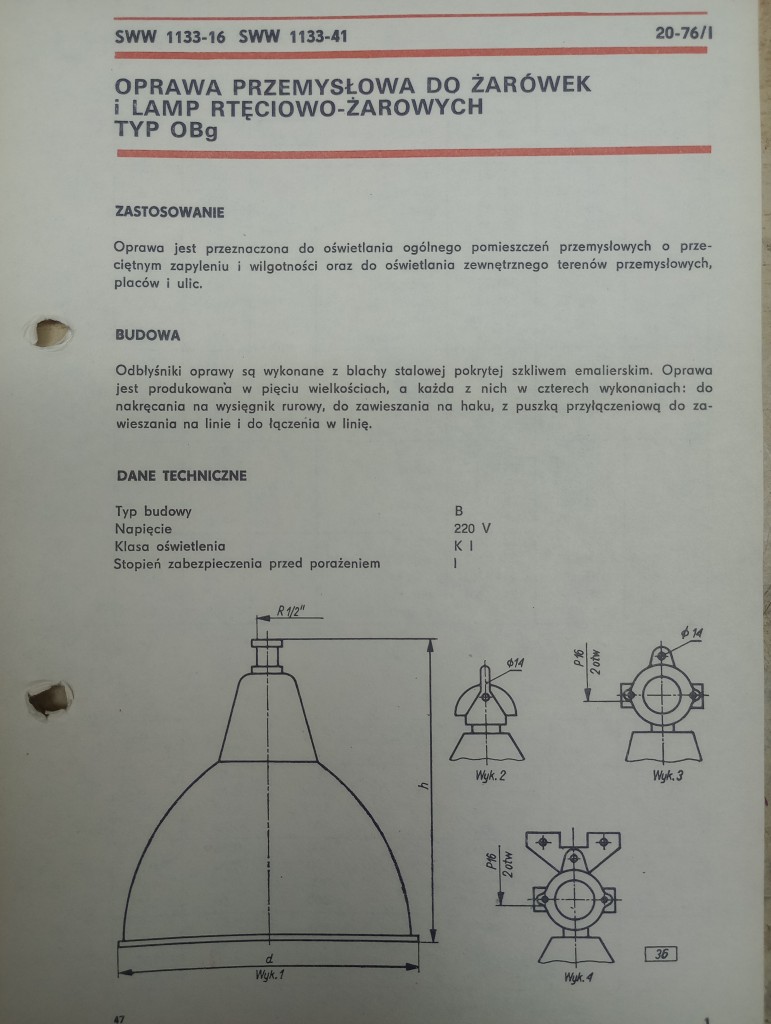 SWW 1133-16 SWW 1133-41
20-76/I
OPRAWA PRZEMYSŁOWA DO ŻARÓWEK
i LAMP RTĘCIOWO-ŻAROWYCH
TYP OBg
ZASTOSOWANIE
Oprawa jest przeznaczona do oświetlania ogólnego pomieszczeń przemysłowych o prze-
ciętnym zapyleniu i wilgotności oraz do oświetlania zewnętrznego terenów przemysłowych,
placów i ulic.
BUDOWA
Odbłyśniki oprawy są wykonane z blachy stalowej pokrytej szkliwem emalierskim. Oprawa
jest produkowana w pięciu wielkościach, a każda z nich w czterech wykonaniach: do
nakręcania na wysięgnik rurowy, do zawieszania na haku, z puszką przyłączeniową do za-
wieszania na linie i do łączenia w linię.
DANE TECHNICZNE
Typ budowy B
Napięcie 220 V
Klasa oświetlenia K I
Stopień zabezpieczenia przed porażeniem I
R 1/2"
h
d
Wyk.1
φ14
Wyk.2
φ 14
P16
2 otw
Wyk.3
P16
2 otw
Wyk.4
36
47
1